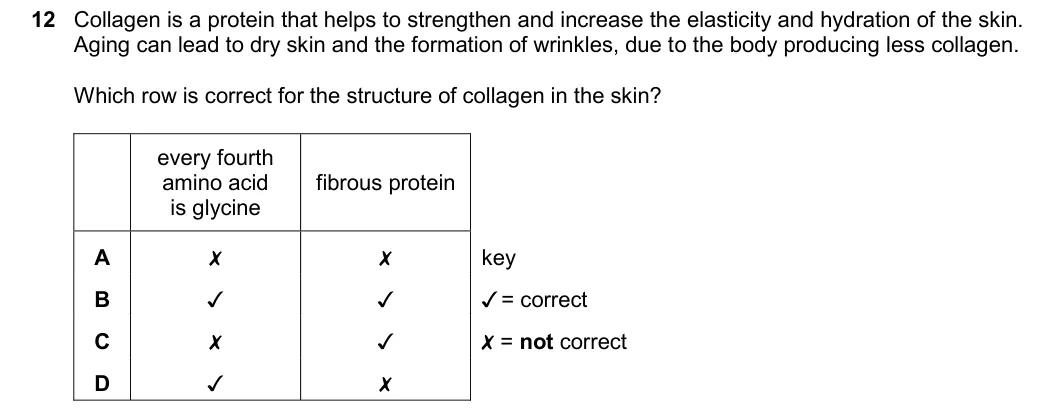 12 Collagen is a protein that helps to strengthen and increase the elasticity and hydration of the skin.
Aging can lead to dry skin and the formation of wrinkles, due to the body producing less collagen.
Which row is correct for the structure of collagen in the skin?
every fourth
amino acid
is glycine
fibrous protein
A ✗ ✗ key
B ✓ ✓ ✓ = correct
C ✗ ✓ ✗ = not correct
D ✓ ✗